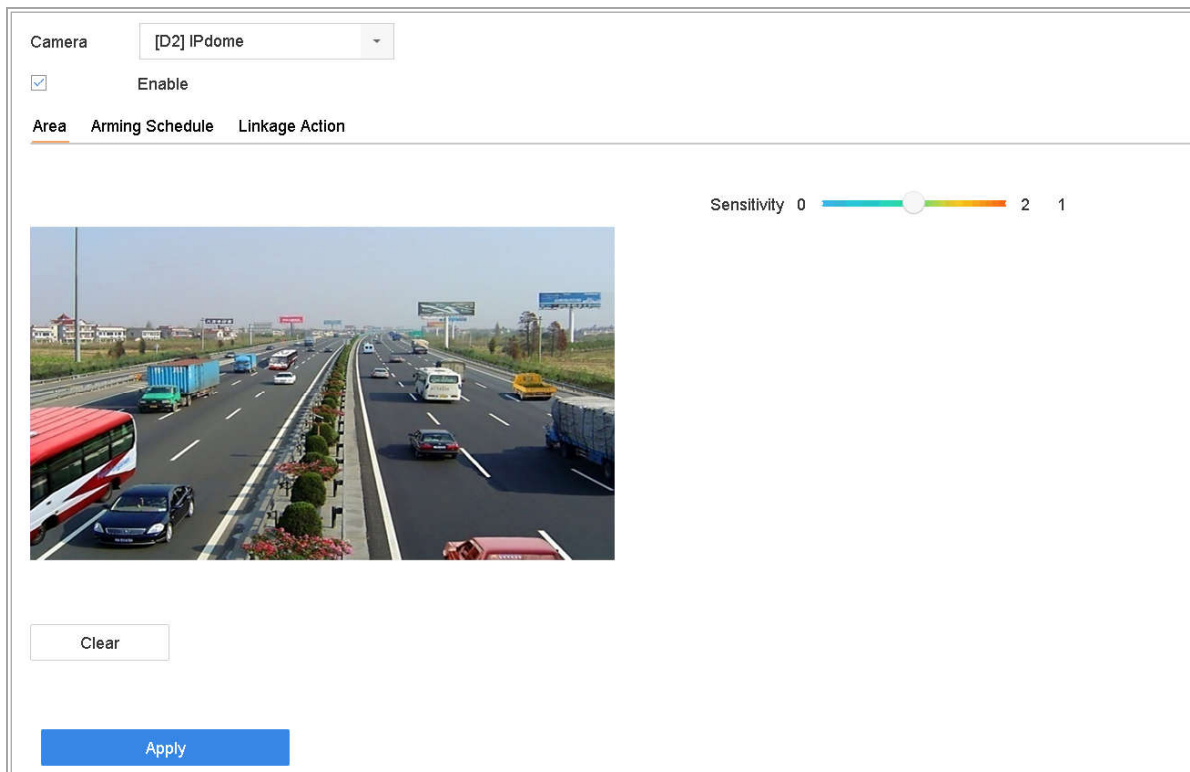 Camera [D2] IPdome
Enable
Area Arming Schedule Linkage Action
Sensitivity 0 2 1
Clear
Apply